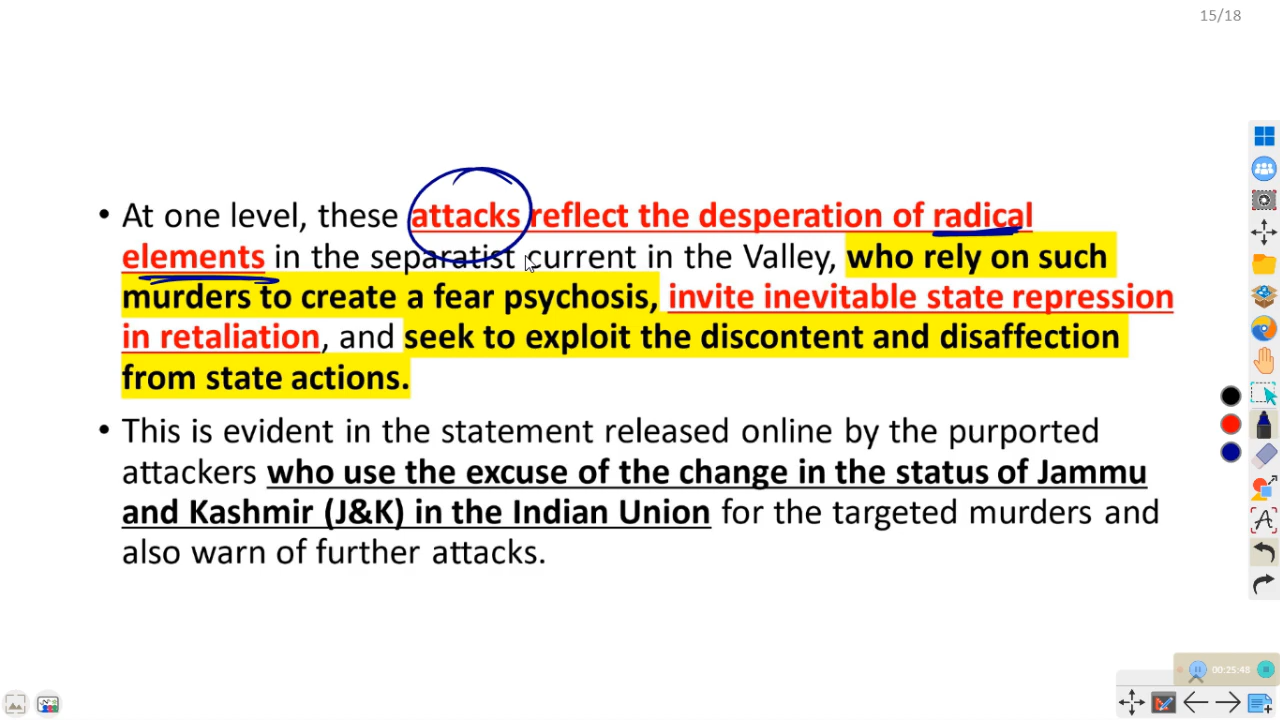 15/18
• At one level, these attacks reflect the desperation of radical
elements in the separatist current in the Valley, who rely on such
murders to create a fear psychosis, invite inevitable state repression
in retaliation, and seek to exploit the discontent and disaffection
from state actions.
• This is evident in the statement released online by the purported
attackers who use the excuse of the change in the status of Jammu
and Kashmir (J&K) in the Indian Union for the targeted murders and
also warn of further attacks.
00:25:48